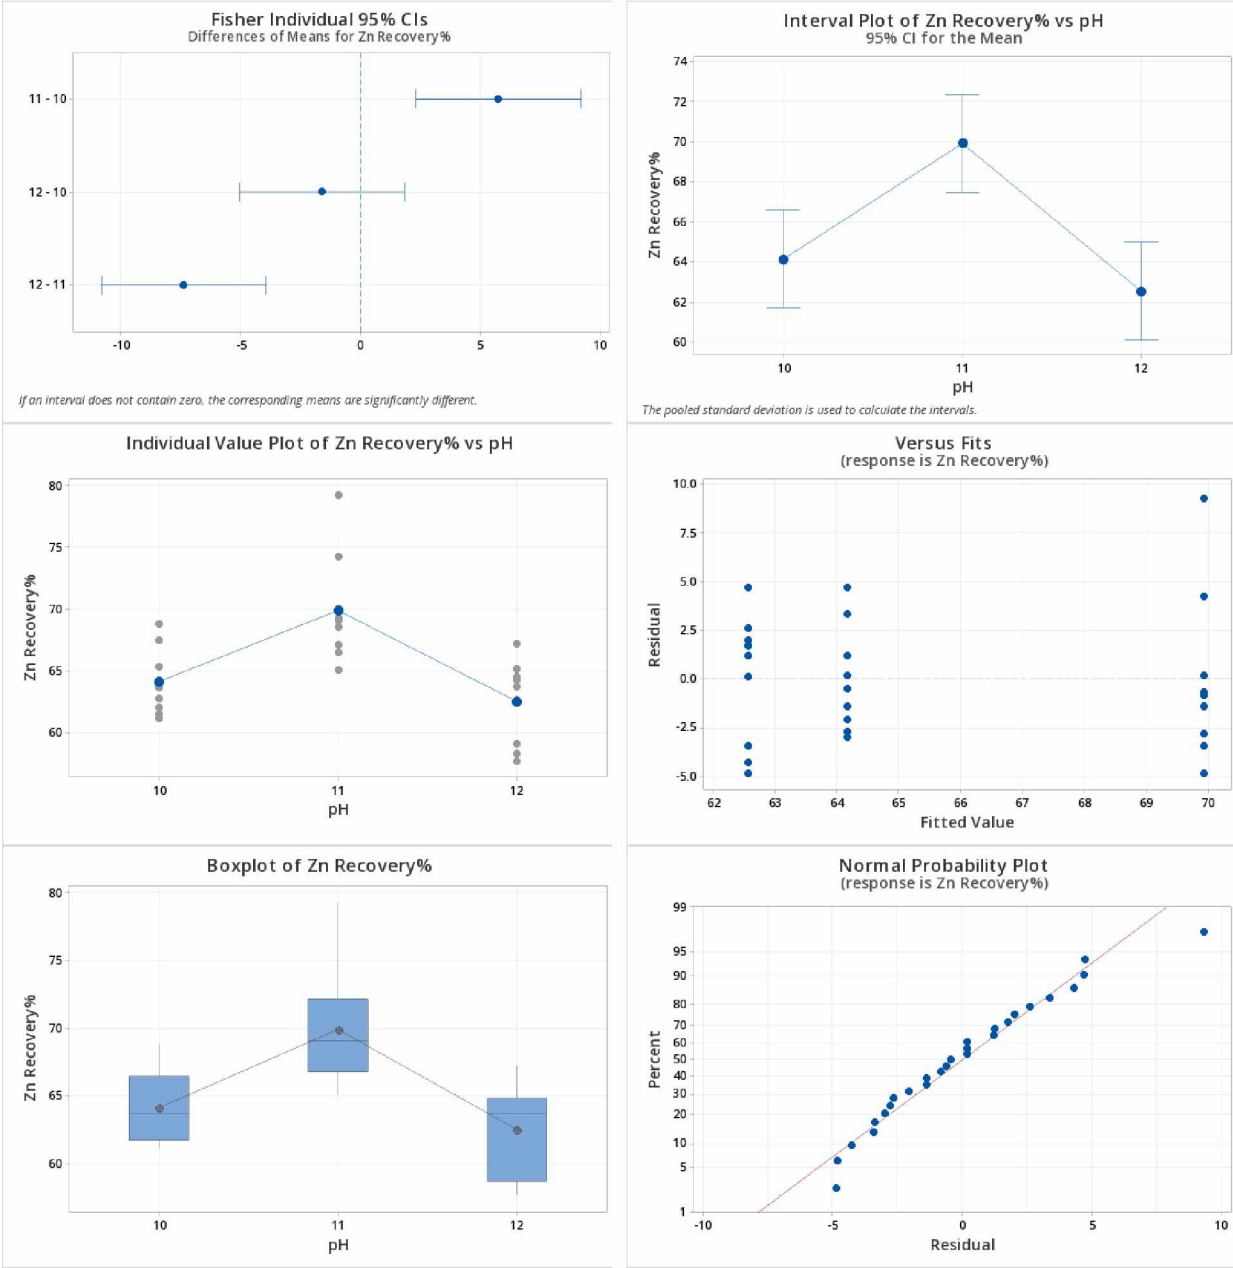 Fisher Individual 95% CIs
Differences of Means for Zn Recovery%
11 - 10
12 - 10
12 - 11
-10 -5 0 5 10
If an interval does not contain zero, the corresponding means are significantly different.
Interval Plot of Zn Recovery% vs pH
95% CI for the Mean
Zn Recovery%
74
72
70
68
66
64
62
60
10 11 12
pH
The pooled standard deviation is used to calculate the intervals.
Individual Value Plot of Zn Recovery% vs pH
Zn Recovery%
80
75
70
65
60
10 11 12
pH
Versus Fits
(response is Zn Recovery%)
Residual
10.0
7.5
5.0
2.5
0.0
-2.5
-5.0
62 63 64 65 66 67 68 69 70
Fitted Value
Boxplot of Zn Recovery%
Zn Recovery%
80
75
70
65
60
10 11 12
pH
Normal Probability Plot
(response is Zn Recovery%)
Percent
99
95
90
80
70
60
50
40
30
20
10
5
1
-10 -5 0 5 10
Residual